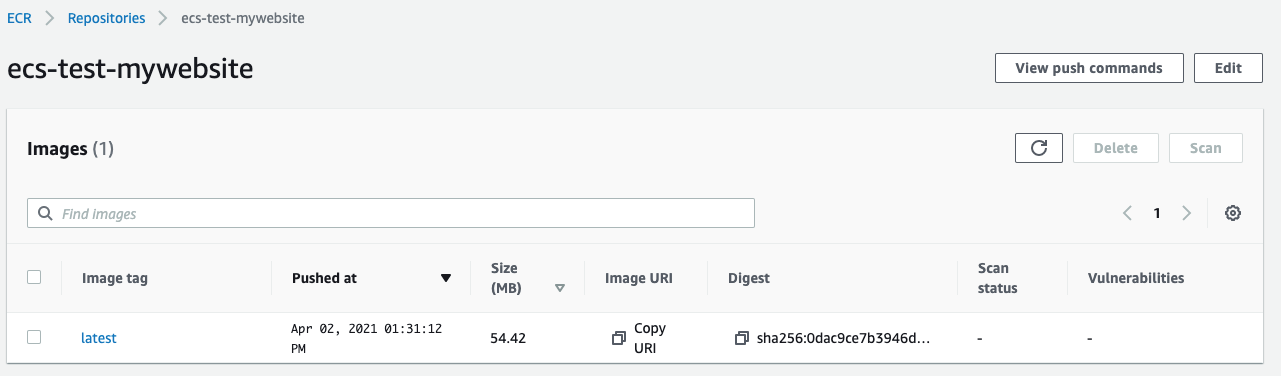 ECR Repositories ecs-test-mywebsite
ecs-test-mywebsite View push commands Edit
Images (1) Delete Scan
Find images 1
Image tag Pushed at Size (MB) Image URI Digest Scan status Vulnerabilities
latest Apr 02, 2021 01:31:12 PM 54.42 Copy URI sha256:0dac9ce7b3946d... - -